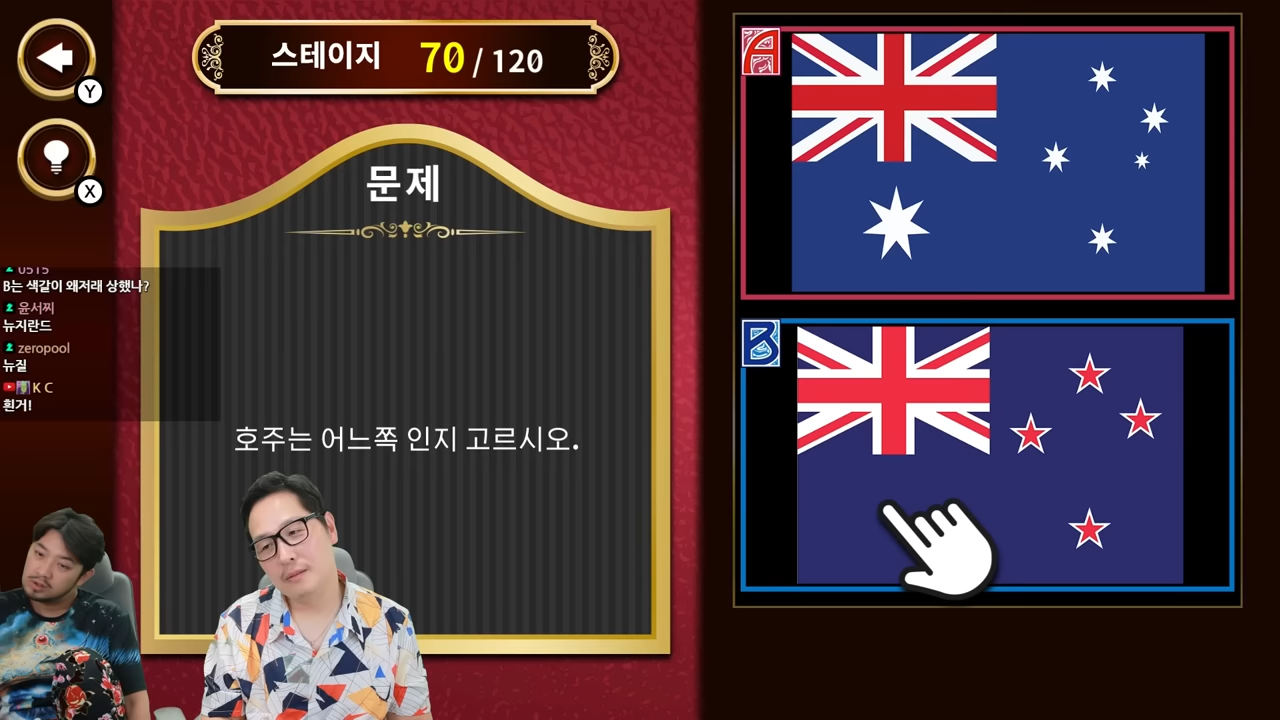 Y
X
스테이지 70 / 120
문제
호주는 어느쪽 인지 고르시오.
A
B
0515
B는 색갈이 왜저래 상했나?
윤서찌
뉴지란드
zeropool
뉴질
K C
흰거!